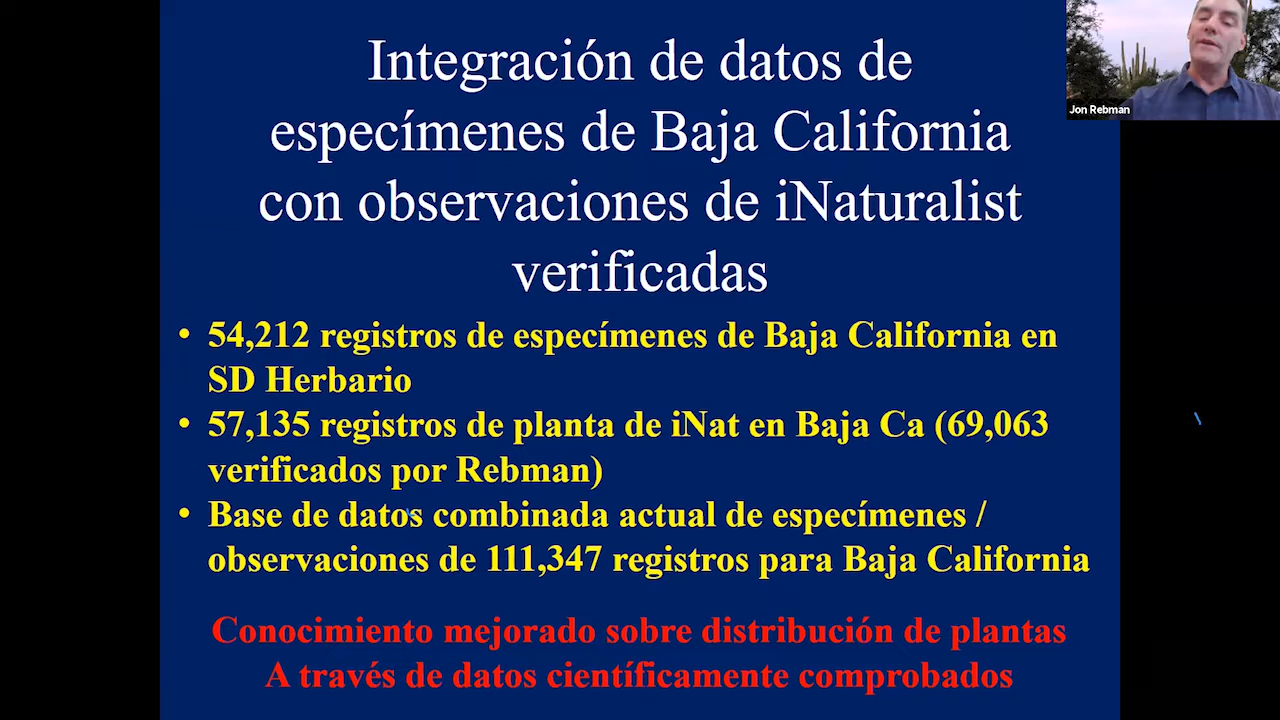 Integración de datos de
especímenes de Baja California
con observaciones de iNaturalist
verificadas
• 54,212 registros de especímenes de Baja California en
SD Herbario
• 57,135 registros de planta de iNat en Baja Ca (69,063
verificados por Rebman)
• Base de datos combinada actual de especímenes /
observaciones de 111,347 registros para Baja California
Conocimiento mejorado sobre distribución de plantas
A través de datos científicamente comprobados
Jon Rebman